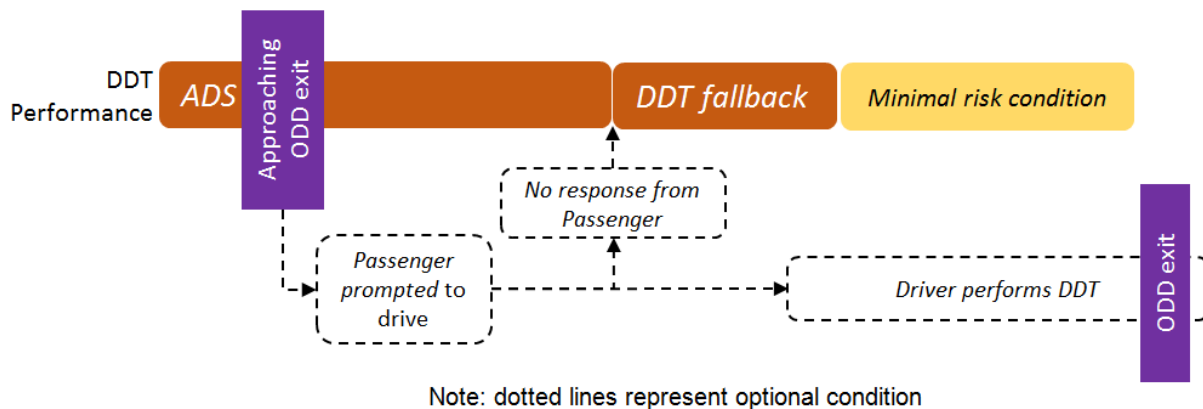 DDT
Performance
ADS
Approaching
ODD exit
DDT fallback
Minimal risk condition
No response from
Passenger
Passenger
prompted to
drive
Driver performs DDT
ODD exit
Note: dotted lines represent optional condition